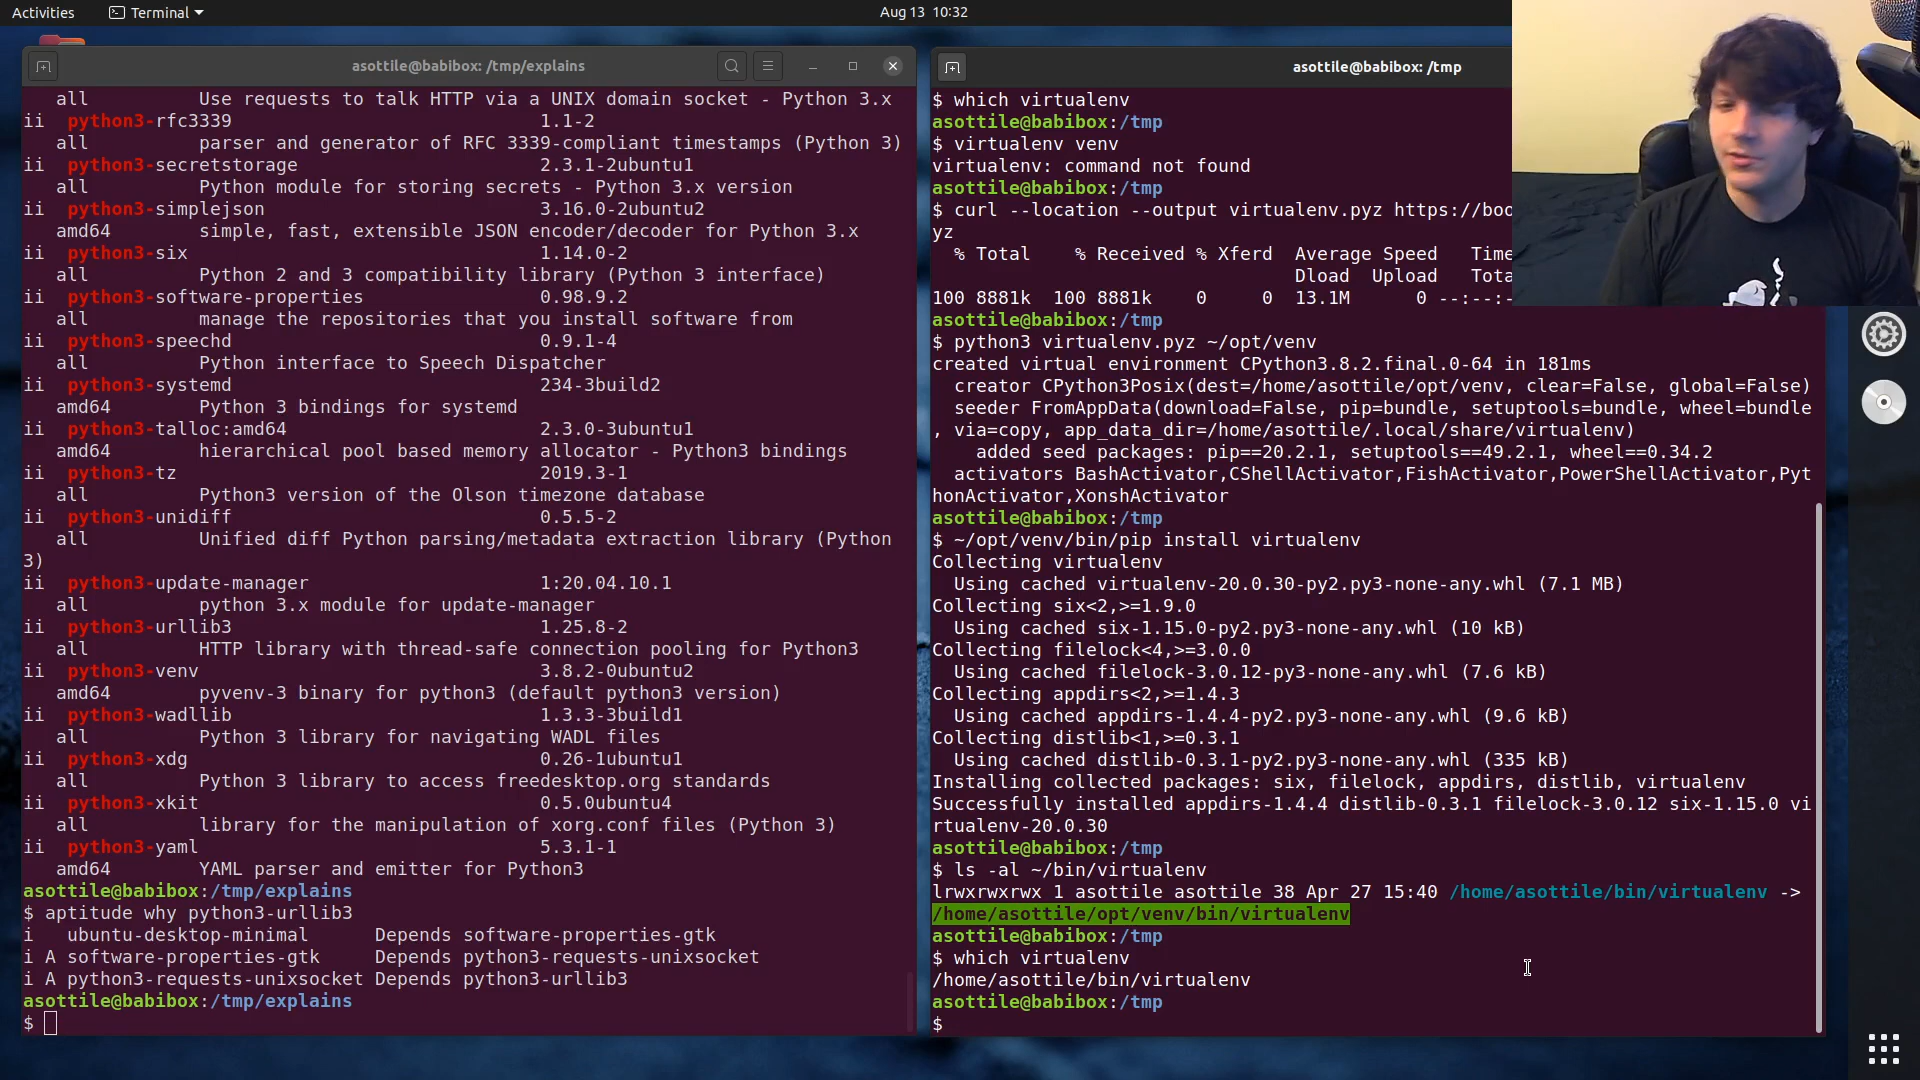 Activities
Terminal
Aug 13 10:32
asottile@babibox: /tmp/explains
all Use requests to talk HTTP via a UNIX domain socket - Python 3.x
ii python3-rfc3339 1.1-2
all parser and generator of RFC 3339-compliant timestamps (Python 3)
ii python3-secretstorage 2.3.1-2ubuntu1
all Python module for storing secrets - Python 3.x version
ii python3-simplejson 3.16.0-2ubuntu2
amd64 simple, fast, extensible JSON encoder/decoder for Python 3.x
ii python3-six 1.14.0-2
all Python 2 and 3 compatibility library (Python 3 interface)
ii python3-software-properties 0.98.9.2
all manage the repositories that you install software from
ii python3-speechd 0.9.1-4
all Python interface to Speech Dispatcher
ii python3-systemd 234-3build2
amd64 Python 3 bindings for systemd
ii python3-talloc:amd64 2.3.0-3ubuntu1
amd64 hierarchical pool based memory allocator - Python3 bindings
ii python3-tz 2019.3-1
all Python3 version of the Olson timezone database
ii python3-unidiff 0.5.5-2
all Unified diff Python parsing/metadata extraction library (Python
3)
ii python3-update-manager 1:20.04.10.1
all python 3.x module for update-manager
ii python3-urllib3 1.25.8-2
all HTTP library with thread-safe connection pooling for Python3
ii python3-venv 3.8.2-0ubuntu2
amd64 pyvenv-3 binary for python3 (default python3 version)
ii python3-wadllib 1.3.3-3build1
all Python 3 library for navigating WADL files
ii python3-xdg 0.26-1ubuntu1
all Python 3 library to access freedesktop.org standards
ii python3-xkit 0.5.0ubuntu4
all library for the manipulation of xorg.conf files (Python 3)
ii python3-yaml 5.3.1-1
amd64 YAML parser and emitter for Python3
asottile@babibox:/tmp/explains
$ aptitude why python3-urllib3
i ubuntu-desktop-minimal Depends software-properties-gtk
i A software-properties-gtk Depends python3-requests-unixsocket
i A python3-requests-unixsocket Depends python3-urllib3
asottile@babibox:/tmp/explains
$
asottile@babibox: /tmp
$ which virtualenv
asottile@babibox:/tmp
$ virtualenv venv
virtualenv: command not found
asottile@babibox:/tmp
$ curl --location --output virtualenv.pyz https://boo
yz
% Total % Received % Xferd Average Speed Time
Dload Upload Tota
100 8881k 100 8881k 0 0 13.1M 0 --:--:-
asottile@babibox:/tmp
$ python3 virtualenv.pyz ~/opt/venv
created virtual environment CPython3.8.2.final.0-64 in 181ms
creator CPython3Posix(dest=/home/asottile/opt/venv, clear=False, global=False)
seeder FromAppData(download=False, pip=bundle, setuptools=bundle, wheel=bundle
, via=copy, app_data_dir=/home/asottile/.local/share/virtualenv)
added seed packages: pip==20.2.1, setuptools==49.2.1, wheel==0.34.2
activators BashActivator,CShellActivator,FishActivator,PowerShellActivator,Pyt
honActivator,XonshActivator
asottile@babibox:/tmp
$ ~/opt/venv/bin/pip install virtualenv
Collecting virtualenv
Using cached virtualenv-20.0.30-py2.py3-none-any.whl (7.1 MB)
Collecting six<2,>=1.9.0
Using cached six-1.15.0-py2.py3-none-any.whl (10 kB)
Collecting filelock<4,>=3.0.0
Using cached filelock-3.0.12-py3-none-any.whl (7.6 kB)
Collecting appdirs<2,>=1.4.3
Using cached appdirs-1.4.4-py2.py3-none-any.whl (9.6 kB)
Collecting distlib<1,>=0.3.1
Using cached distlib-0.3.1-py2.py3-none-any.whl (335 kB)
Installing collected packages: six, filelock, appdirs, distlib, virtualenv
Successfully installed appdirs-1.4.4 distlib-0.3.1 filelock-3.0.12 six-1.15.0 vi
rtualenv-20.0.30
asottile@babibox:/tmp
$ ls -al ~/bin/virtualenv
lrwxrwxrwx 1 asottile asottile 38 Apr 27 15:40 /home/asottile/bin/virtualenv ->
/home/asottile/opt/venv/bin/virtualenv
asottile@babibox:/tmp
$ which virtualenv
/home/asottile/bin/virtualenv
asottile@babibox:/tmp
$